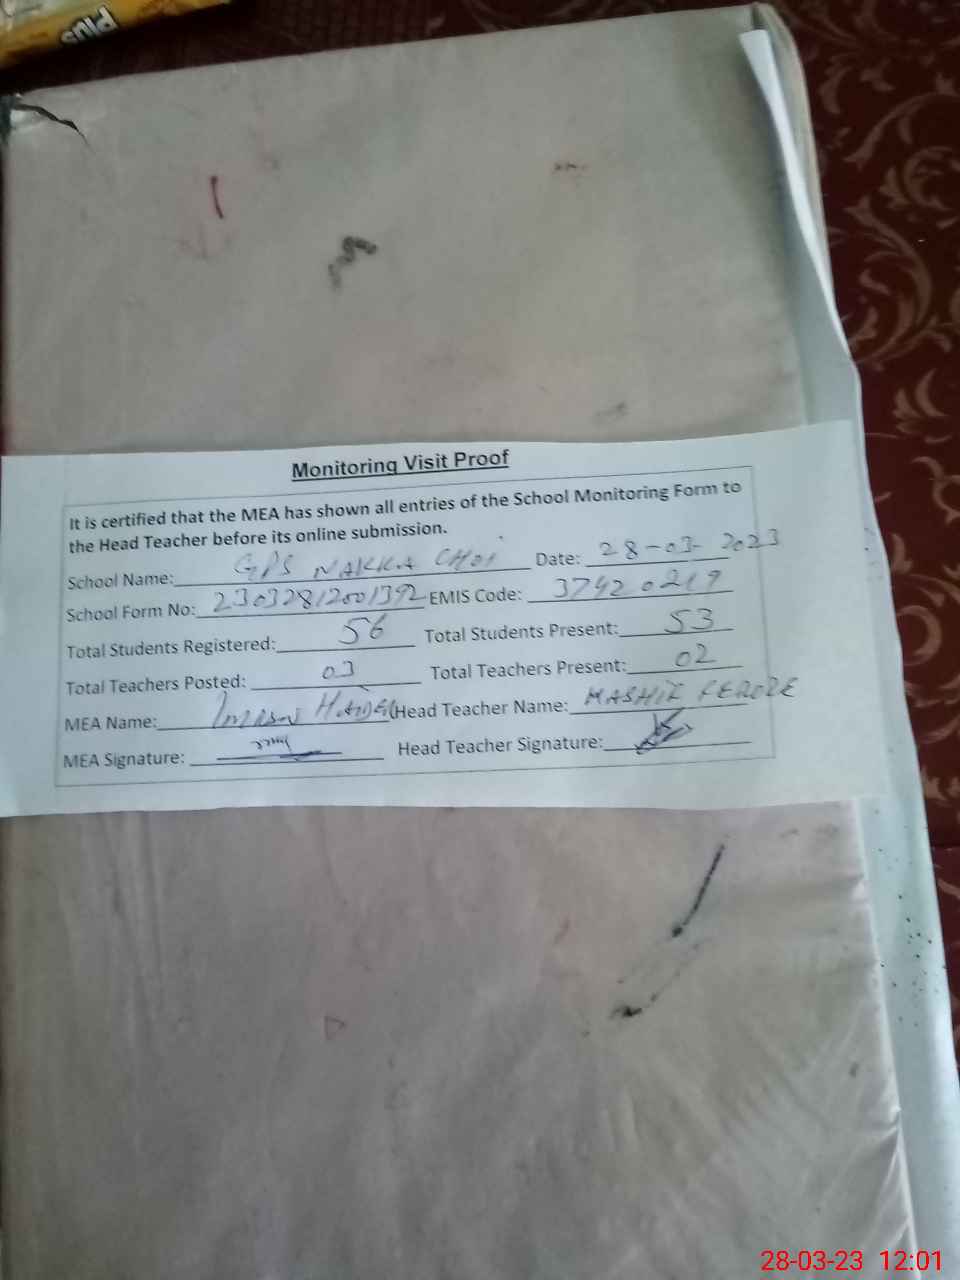 Plus
Monitoring Visit Proof
It is certified that the MEA has shown all entries of the School Monitoring Form to
the Head Teacher before its online submission.
School Name: GPS NAKKA Date: 28-03-2023
School Form No: 23032812001392 EMIS Code: 37420219
Total Students Registered: 56 Total Students Present: 53
Total Teachers Posted: 03 Total Teachers Present: 02
MEA Name: Head Teacher Name:
MEA Signature: Head Teacher Signature:
28-03-23 12:01